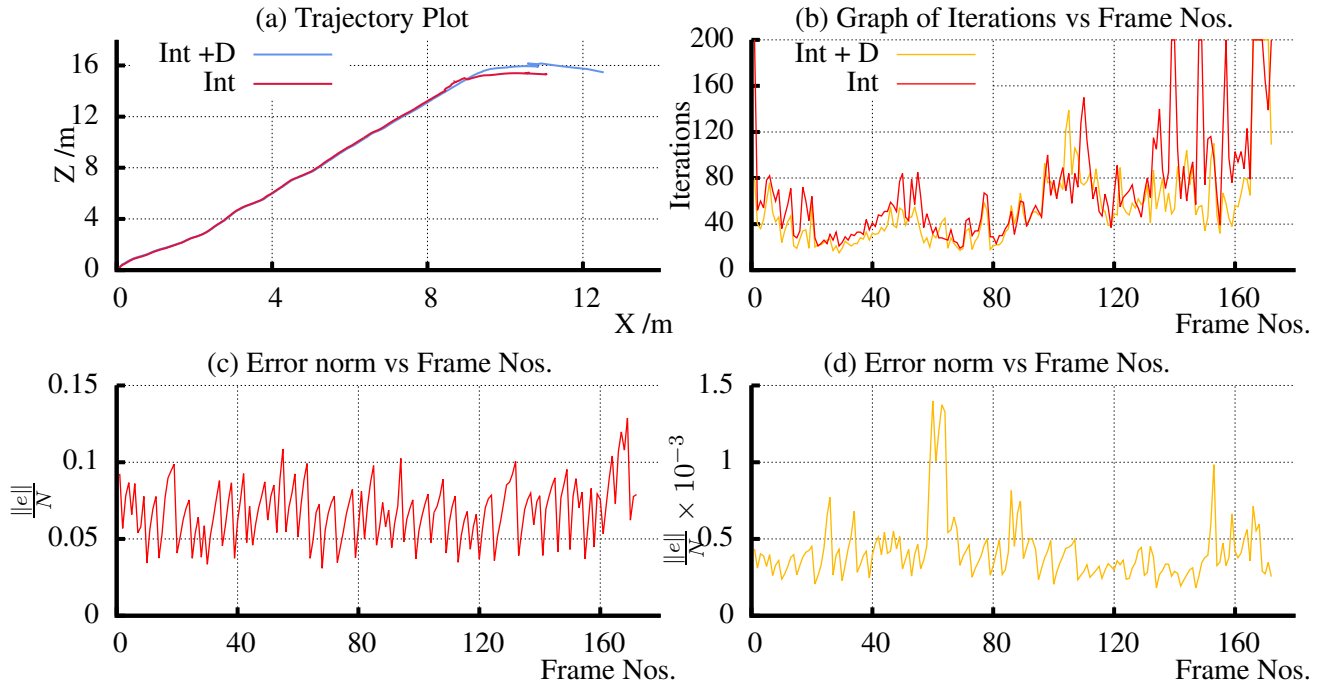 (a) Trajectory Plot
Int +D
Int
Z /m
16
12
8
4
0
0 4 8 12
X /m
(b) Graph of Iterations vs Frame Nos.
Int + D
Int
Iterations
200
160
120
80
40
0
0 40 80 120 160
Frame Nos.
(c) Error norm vs Frame Nos.
||e||
N
0.15
0.1
0.05
0
0 40 80 120 160
Frame Nos.
(d) Error norm vs Frame Nos.
||e||
N × 10−3
1.5
1
0.5
0
0 40 80 120 160
Frame Nos.